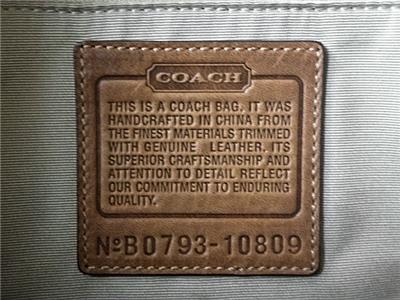 COACH
THIS IS A COACH BAG. IT WAS
HANDCRAFTED IN CHINA FROM
THE FINEST MATERIALS TRIMMED
WITH GENUINE LEATHER. ITS
SUPERIOR CRAFTSMANSHIP AND
ATTENTION TO DETAIL REFLECT
OUR COMMITMENT TO ENDURING
QUALITY.
NºB0793-10809